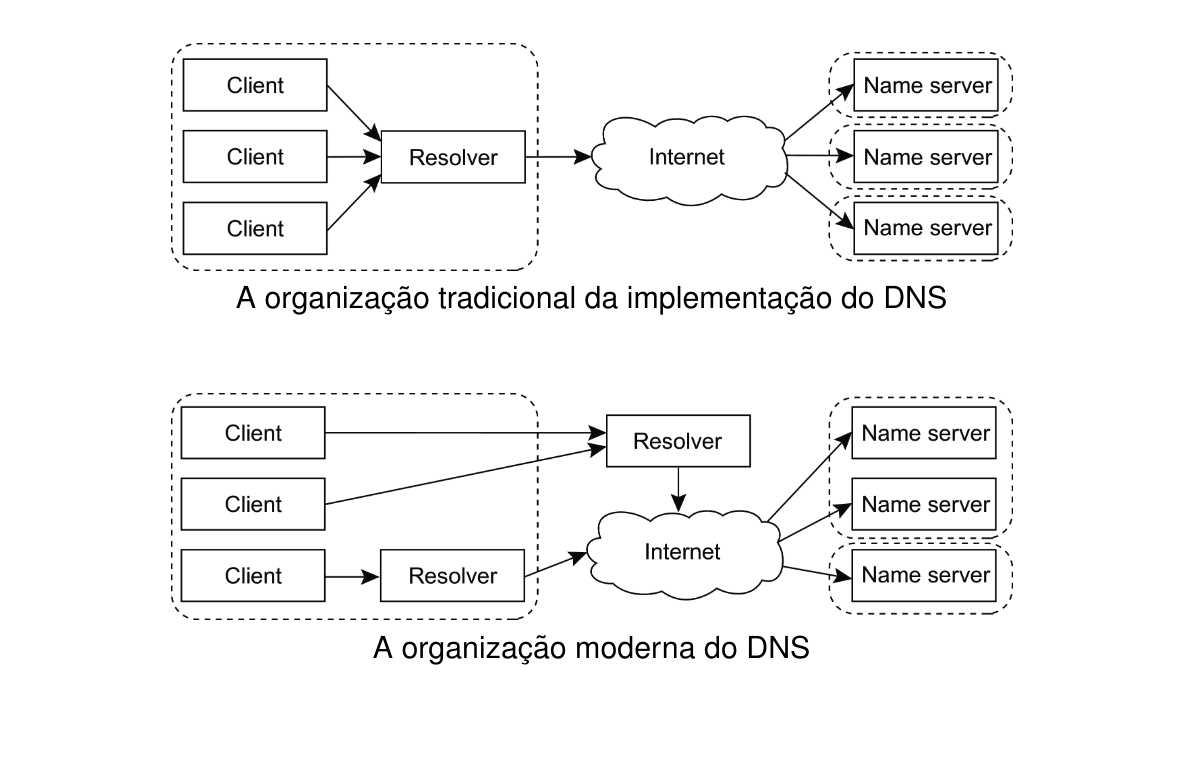 Client
Name server
Client
Resolver
Internet
Name server
Client
Name server
A organização tradicional da implementação do DNS
Client
Resolver
Name server
Client
Name server
Client
Resolver
Internet
Name server
A organização moderna do DNS